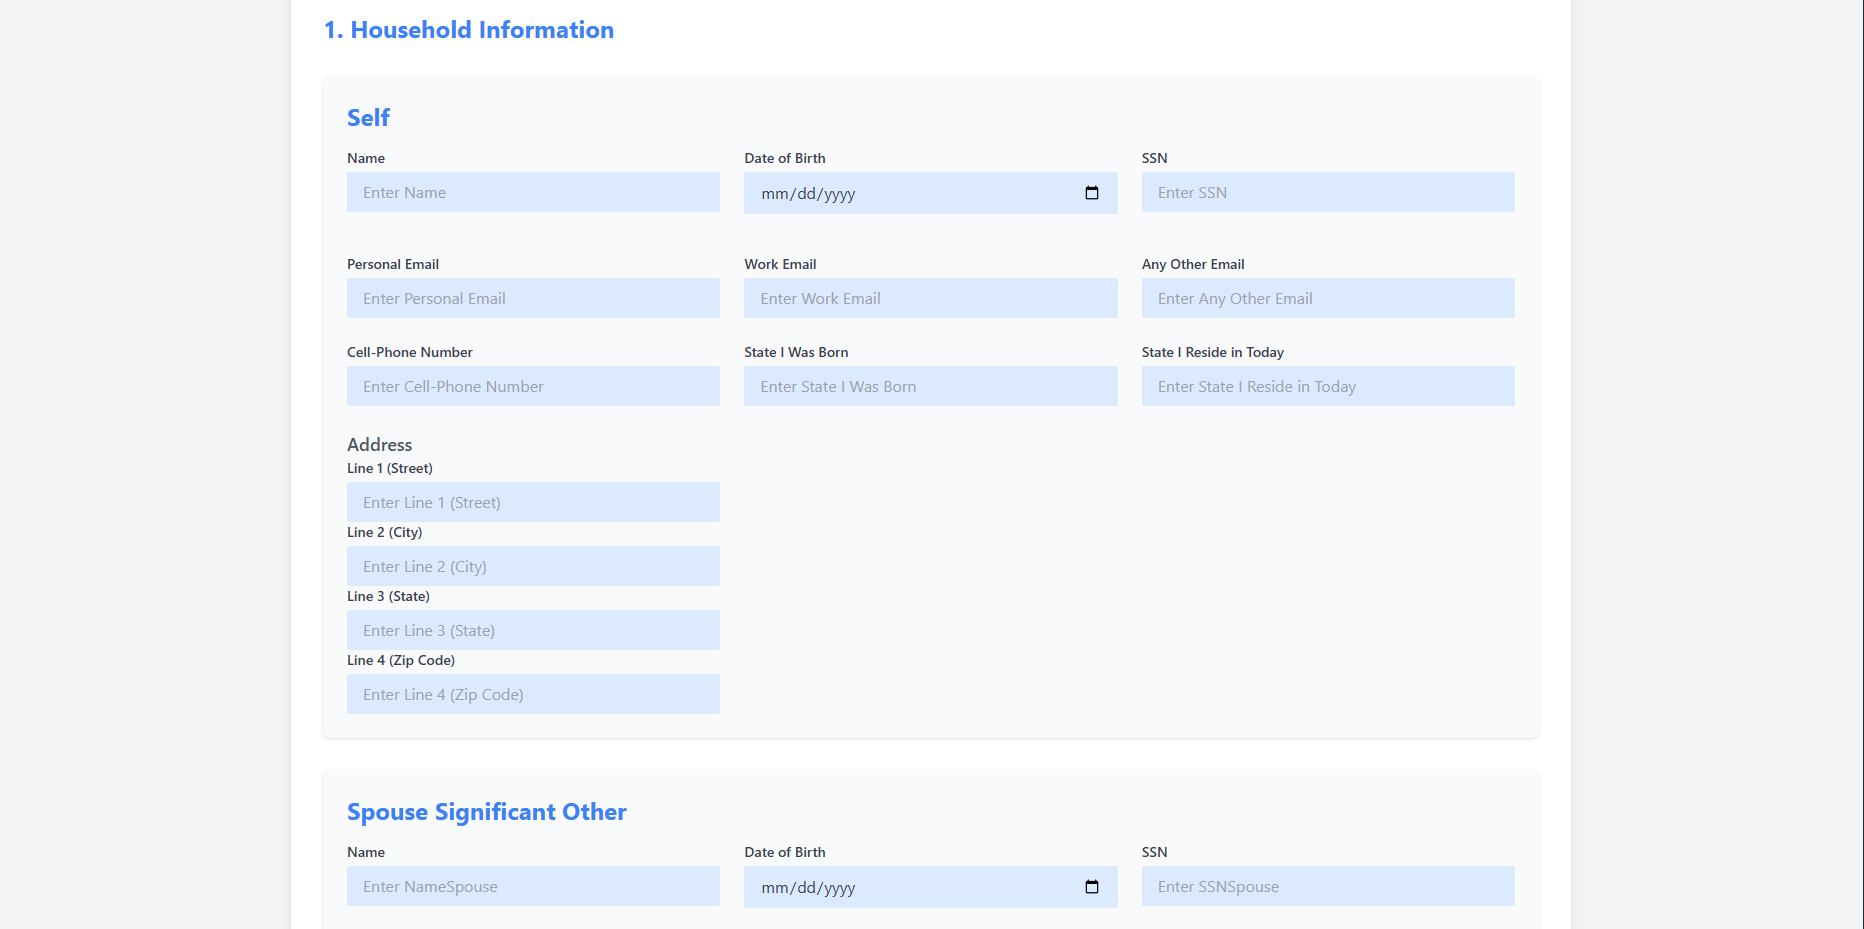 1. Household Information
Self
Name Date of Birth SSN
Enter Name mm/dd/yyyy Enter SSN
Personal Email Work Email Any Other Email
Enter Personal Email Enter Work Email Enter Any Other Email
Cell-Phone Number State I Was Born State I Reside in Today
Enter Cell-Phone Number Enter State I Was Born Enter State I Reside in Today
Address
Line 1 (Street)
Enter Line 1 (Street)
Line 2 (City)
Enter Line 2 (City)
Line 3 (State)
Enter Line 3 (State)
Line 4 (Zip Code)
Enter Line 4 (Zip Code)
Spouse Significant Other
Name Date of Birth SSN
Enter NameSpouse mm/dd/yyyy Enter SSNSpouse